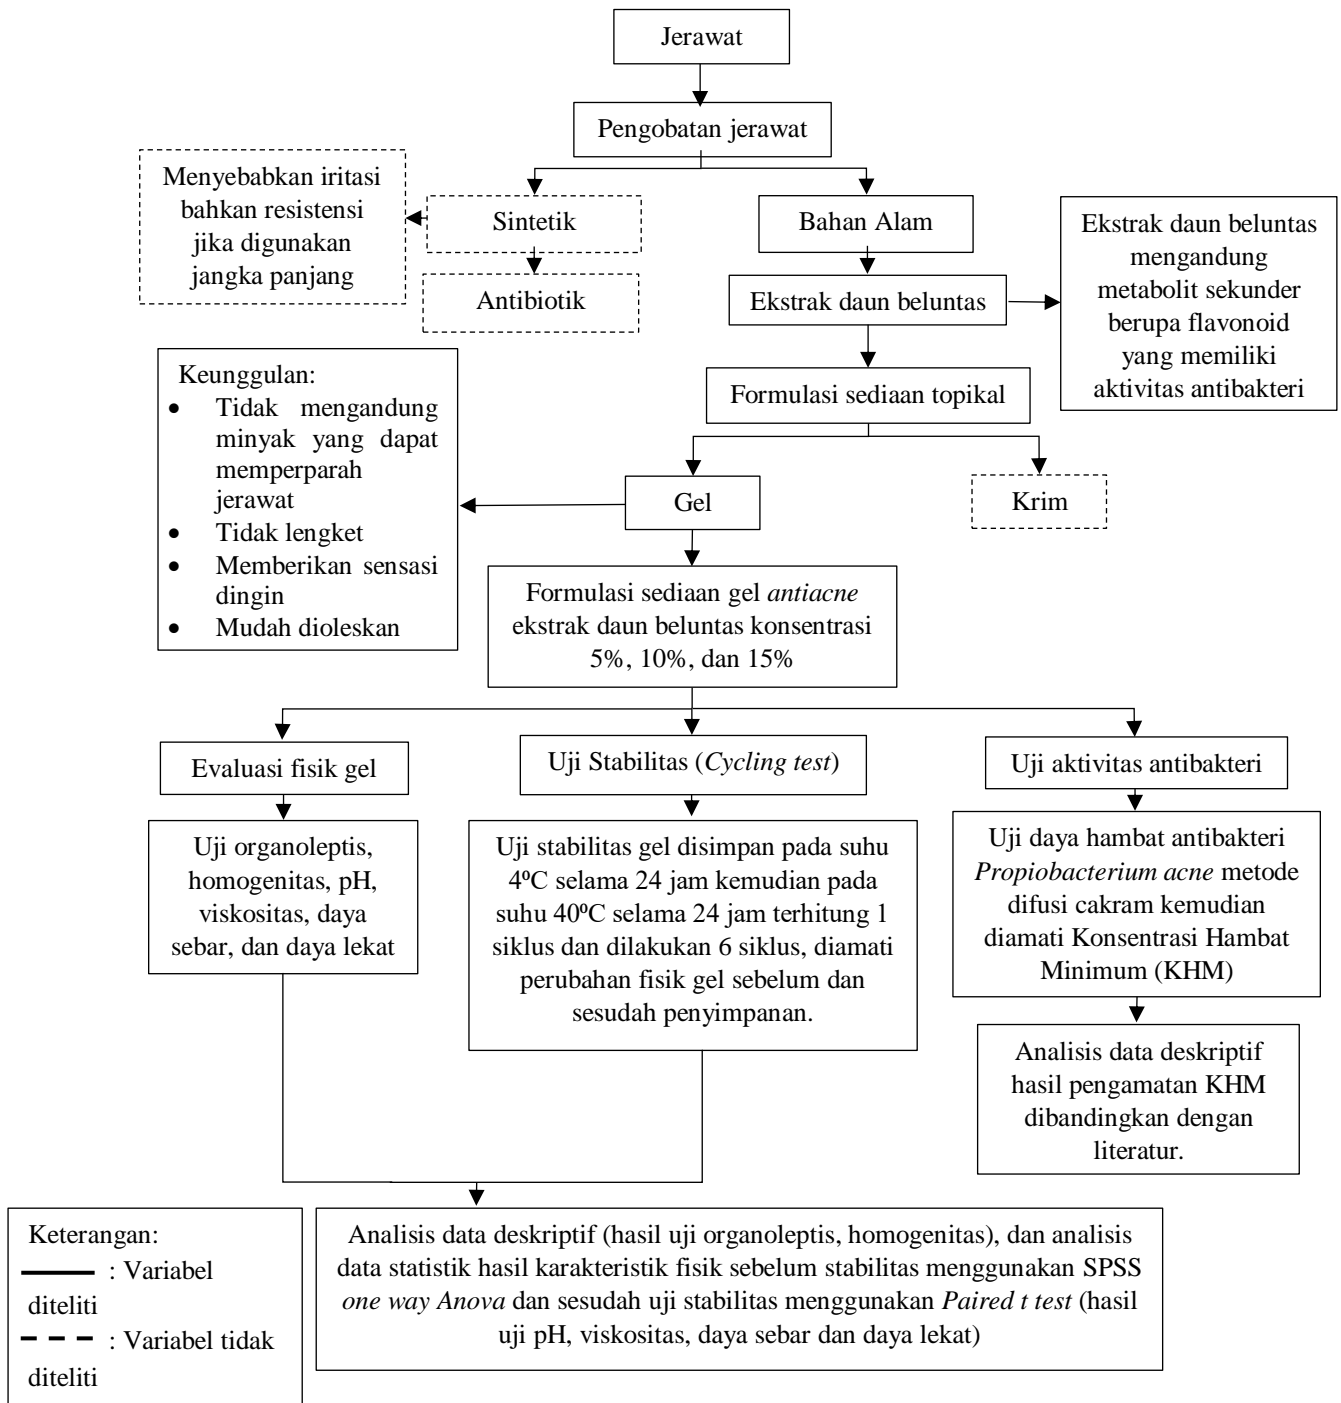 Jerawat
Pengobatan jerawat
Menyebabkan iritasi
bahkan resistensi
jika digunakan
jangka panjang
Sintetik
Bahan Alam
Antibiotik
Ekstrak daun beluntas
Ekstrak daun beluntas
mengandung
metabolit sekunder
berupa flavonoid
yang memiliki
aktivitas antibakteri
Formulasi sediaan topikal
Keunggulan:
• Tidak mengandung
minyak yang dapat
memperparah
jerawat
• Tidak lengket
• Memberikan sensasi
dingin
• Mudah dioleskan
Gel
Krim
Formulasi sediaan gel antiacne
ekstrak daun beluntas konsentrasi
5%, 10%, dan 15%
Evaluasi fisik gel
Uji Stabilitas (Cycling test)
Uji aktivitas antibakteri
Uji organoleptis,
homogenitas, pH,
viskositas, daya
sebar, dan daya lekat
Uji stabilitas gel disimpan pada suhu
4ºC selama 24 jam kemudian pada
suhu 40ºC selama 24 jam terhitung 1
siklus dan dilakukan 6 siklus, diamati
perubahan fisik gel sebelum dan
sesudah penyimpanan.
Uji daya hambat antibakteri
Propiobacterium acne metode
difusi cakram kemudian
diamati Konsentrasi Hambat
Minimum (KHM)
Analisis data deskriptif
hasil pengamatan KHM
dibandingkan dengan
literatur.
Analisis data deskriptif (hasil uji organoleptis, homogenitas), dan analisis
data statistik hasil karakteristik fisik sebelum stabilitas menggunakan SPSS
one way Anova dan sesudah uji stabilitas menggunakan Paired t test (hasil
uji pH, viskositas, daya sebar dan daya lekat)
Keterangan:
: Variabel
diteliti
: Variabel tidak
diteliti